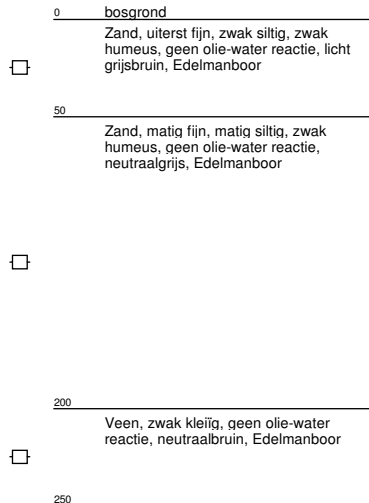 0 bosgrond
Zand, uiterst fijn, zwak siltig, zwak
humeus, geen olie-water reactie, licht
grijsbruin, Edelmanboor
50
Zand, matig fijn, matig siltig, zwak
humeus, geen olie-water reactie,
neutraalgrijs, Edelmanboor
200
Veen, zwak kleiïg, geen olie-water
reactie, neutraalbruin, Edelmanboor
250